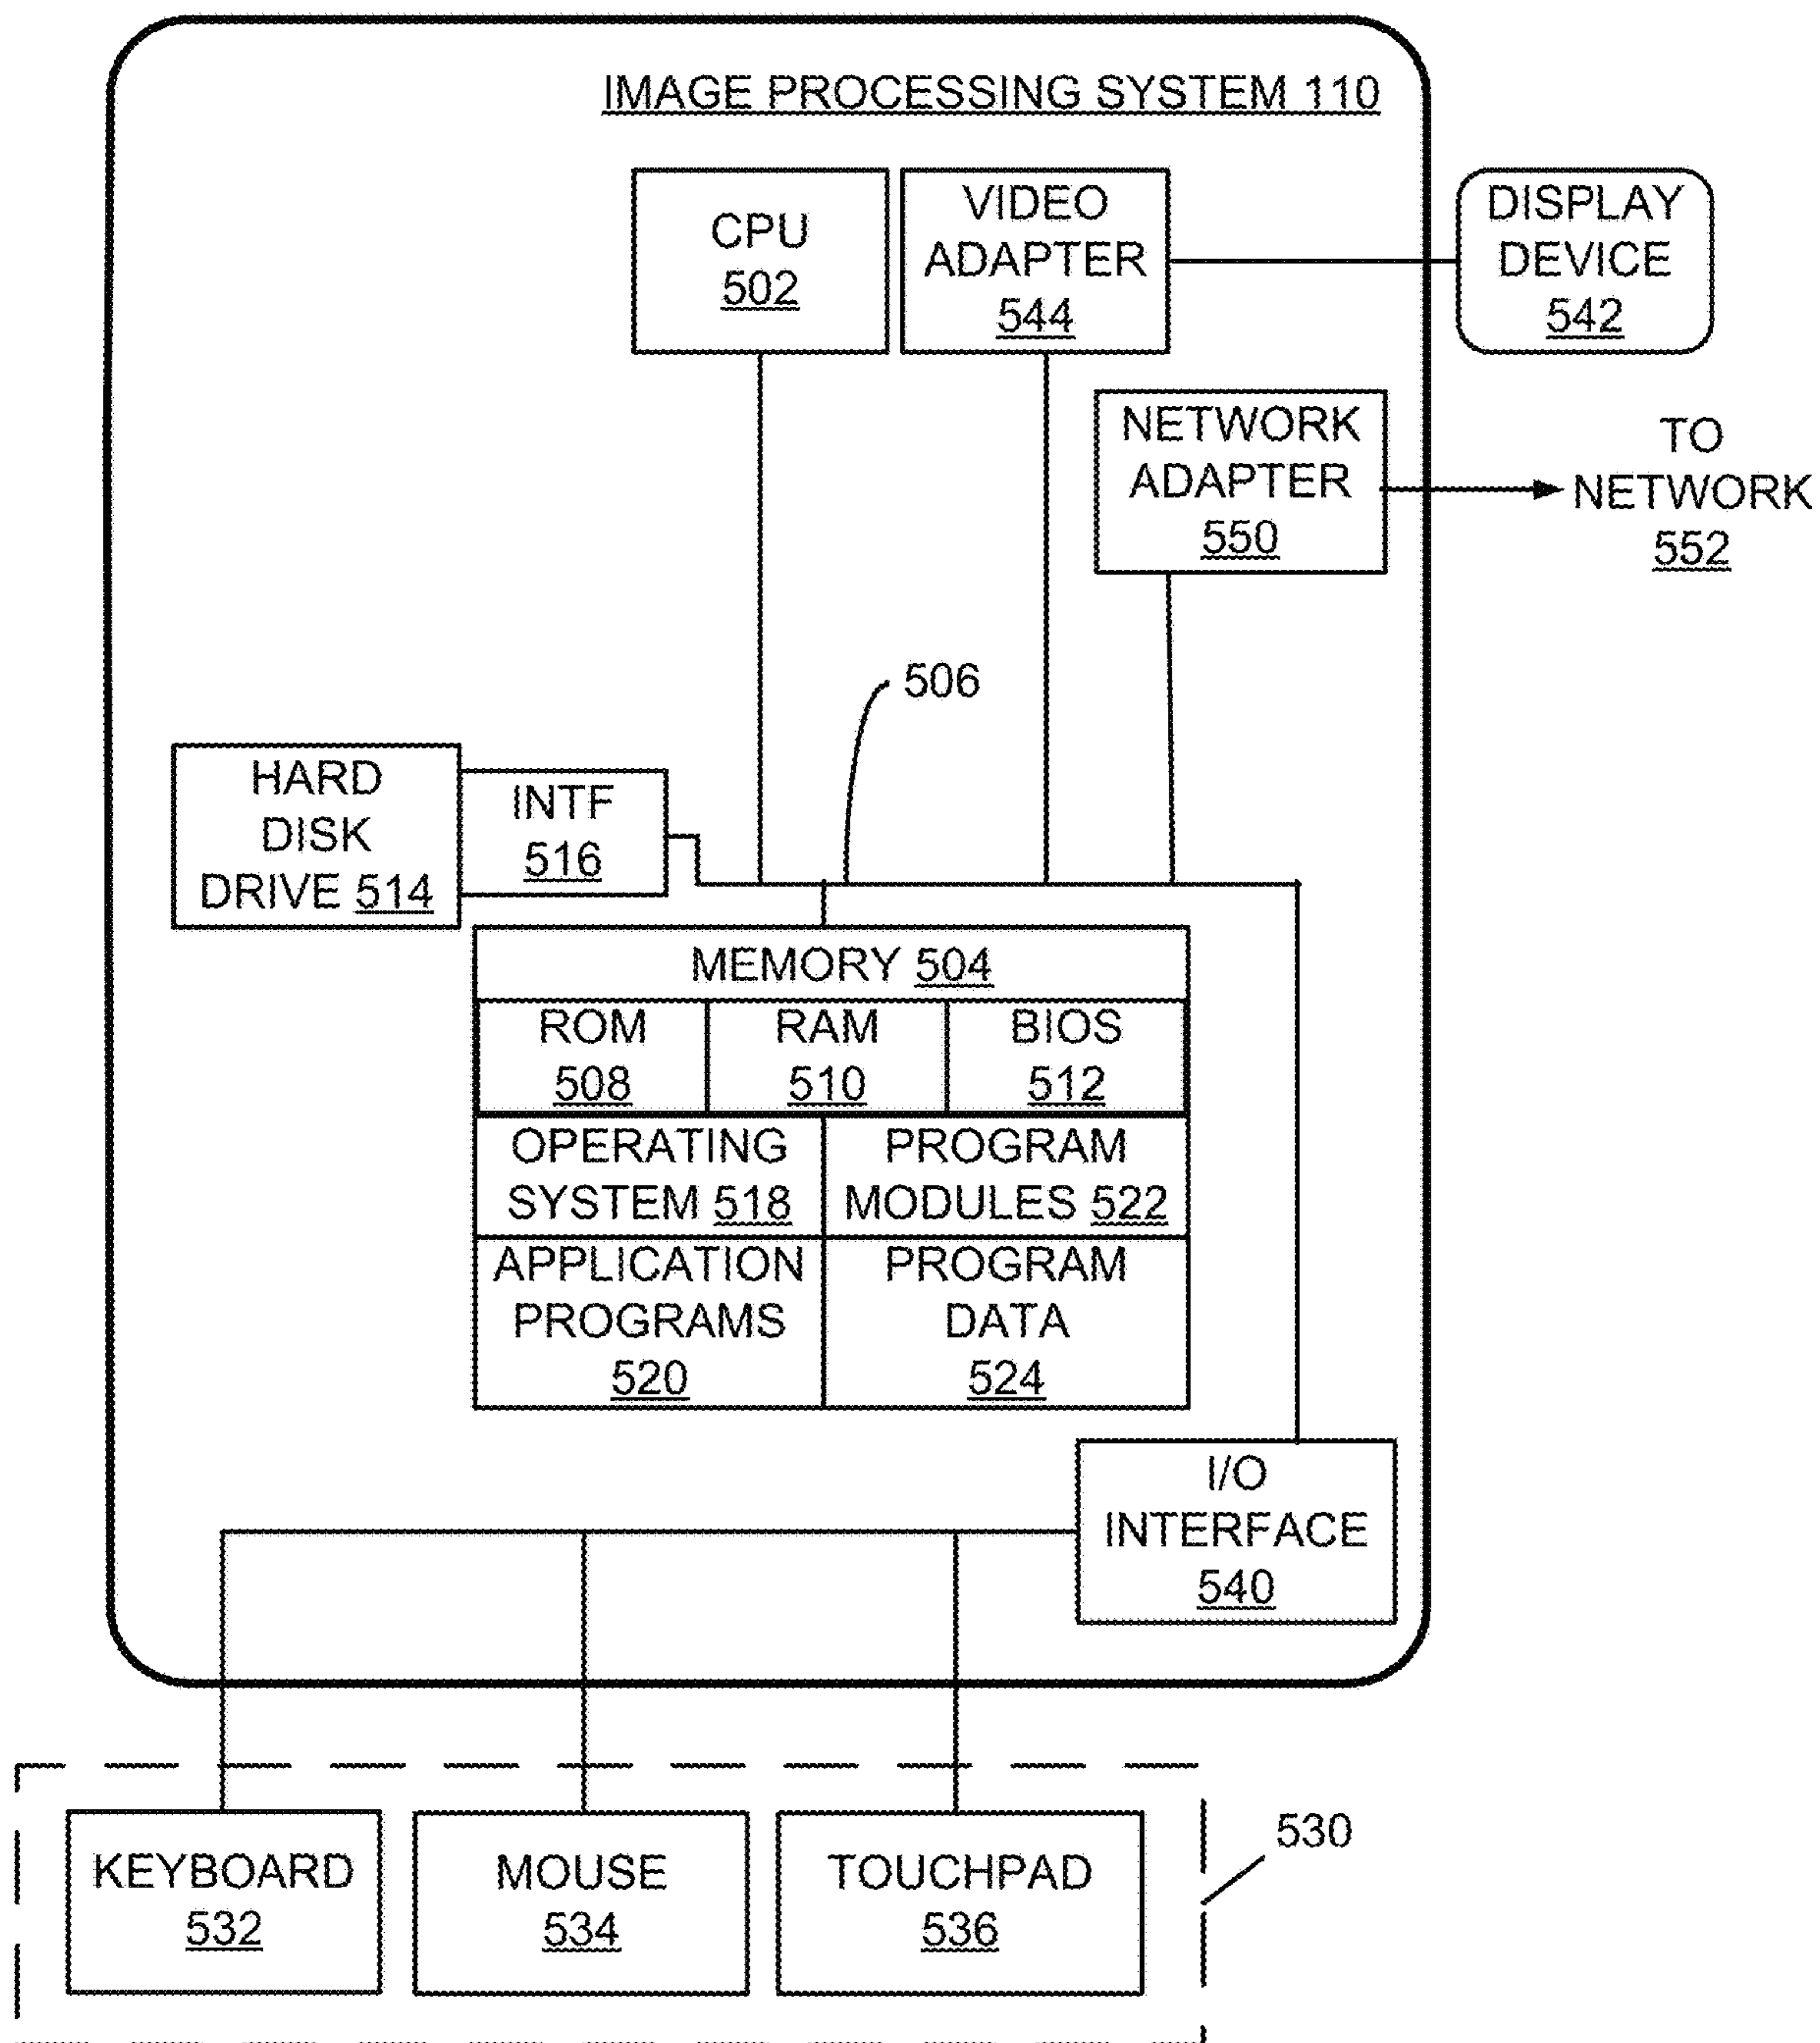 IMAGE PROCESSING SYSTEM 110
CPU
502
VIDEO
ADAPTER
544
DISPLAY
DEVICE
542
NETWORK
ADAPTER
550
TO
NETWORK
552
506
HARD
DISK
DRIVE 514
INTF
516
MEMORY 504
ROM
508
RAM
510
BIOS
512
OPERATING
SYSTEM 518
PROGRAM
MODULES 522
APPLICATION
PROGRAMS
520
PROGRAM
DATA
524
I/O
INTERFACE
540
530
KEYBOARD
532
MOUSE
534
TOUCHPAD
536